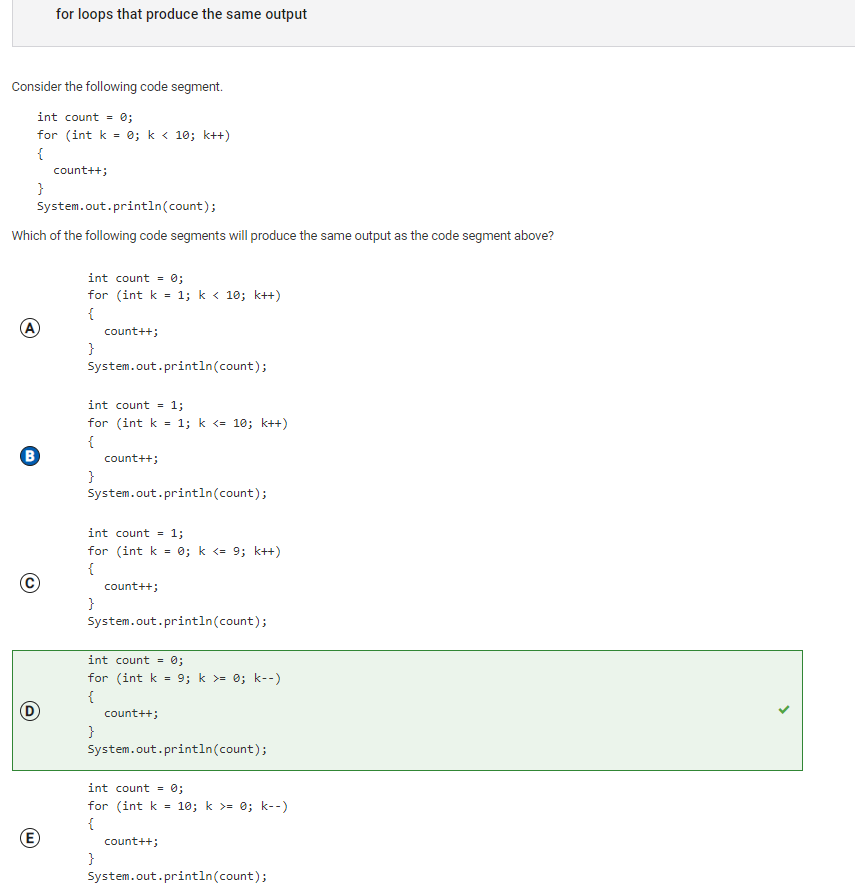 for loops that produce the same output
Consider the following code segment.
int count = 0;
for (int k = 0; k < 10; k++)
{
count++;
}
System.out.println(count);
Which of the following code segments will produce the same output as the code segment above?
A
int count = 0;
for (int k = 1; k < 10; k++)
{
count++;
}
System.out.println(count);
B
int count = 1;
for (int k = 1; k <= 10; k++)
{
count++;
}
System.out.println(count);
C
int count = 1;
for (int k = 0; k <= 9; k++)
{
count++;
}
System.out.println(count);
D
int count = 0;
for (int k = 9; k >= 0; k--)
{
count++;
}
System.out.println(count);
E
int count = 0;
for (int k = 10; k >= 0; k--)
{
count++;
}
System.out.println(count);